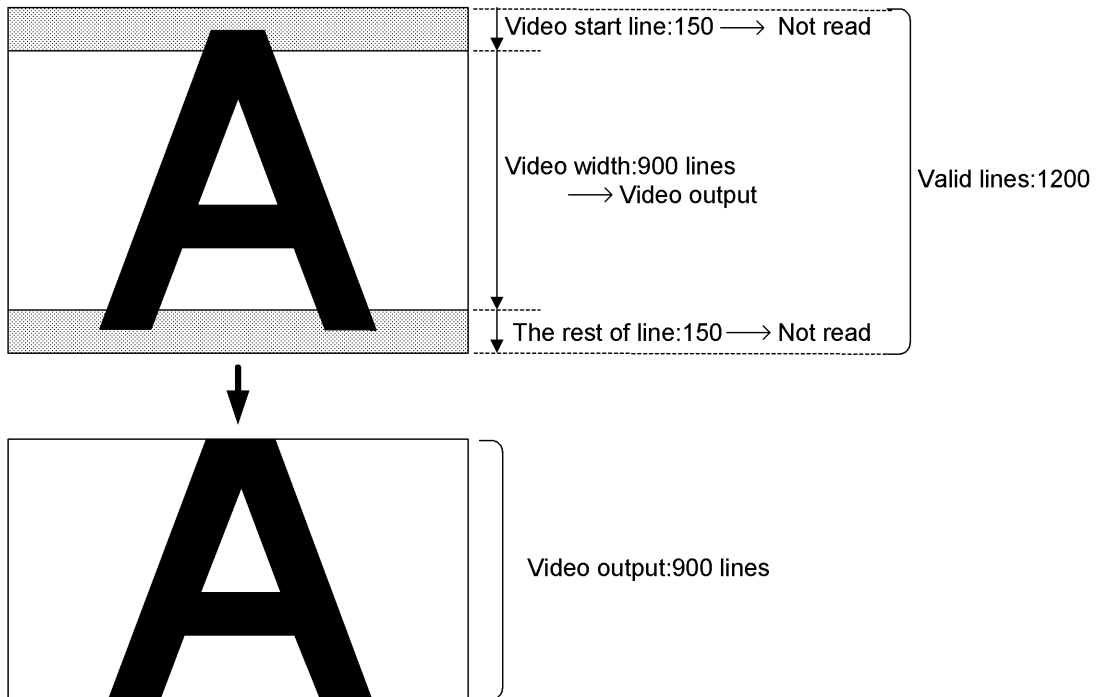 Video start line:150 ⟶ Not read
Video width:900 lines
⟶ Video output
Valid lines:1200
The rest of line:150 ⟶ Not read
A
Video output:900 lines
A